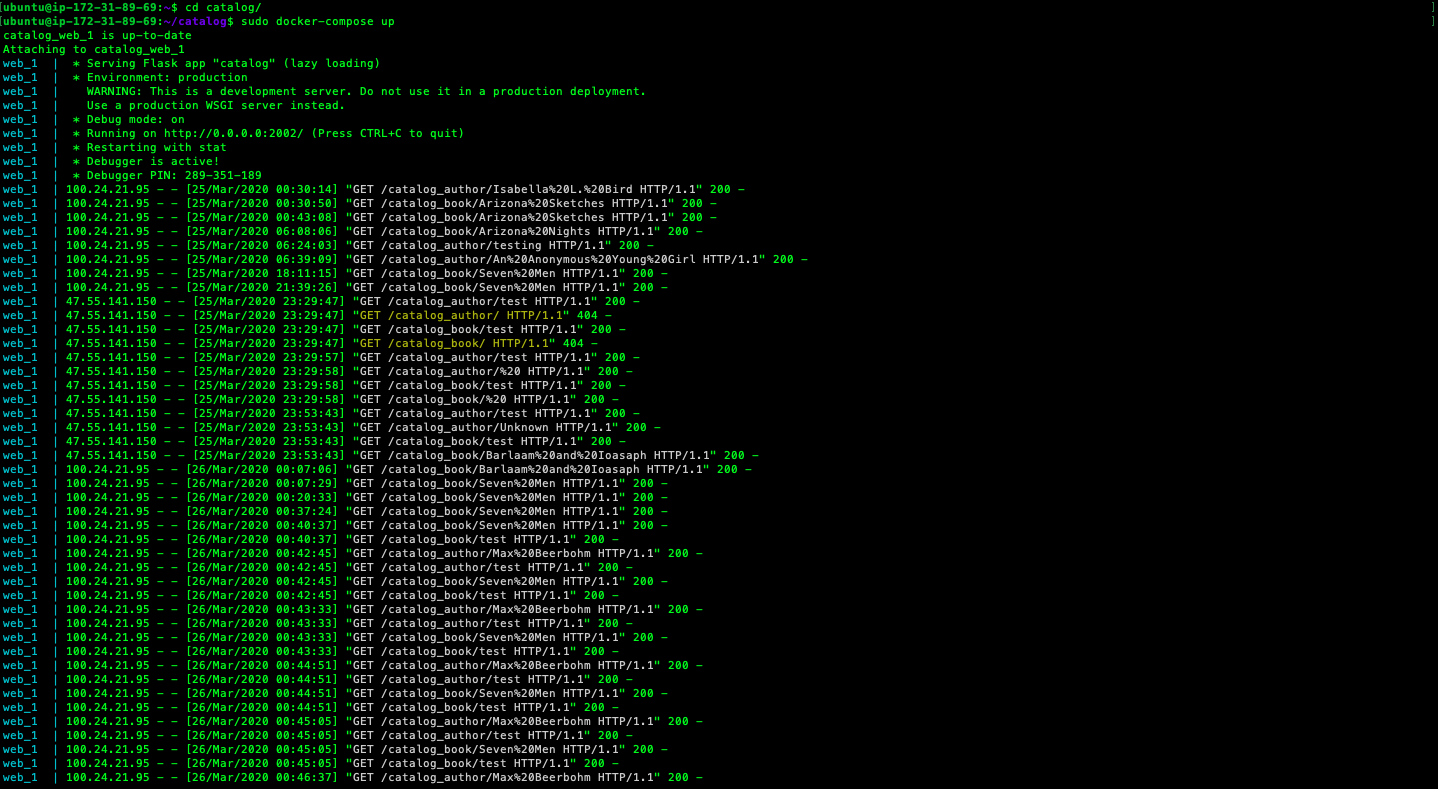 [ubuntu@ip-172-31-89-69:~$ cd catalog/ ]
[ubuntu@ip-172-31-89-69:~/catalog$ sudo docker-compose up ]
catalog_web_1 is up-to-date
Attaching to catalog_web_1
web_1  |  * Serving Flask app "catalog" (lazy loading)
web_1  |  * Environment: production
web_1  |    WARNING: This is a development server. Do not use it in a production deployment.
web_1  |    Use a production WSGI server instead.
web_1  |  * Debug mode: on
web_1  |  * Running on http://0.0.0.0:2002/ (Press CTRL+C to quit)
web_1  |  * Restarting with stat
web_1  |  * Debugger is active!
web_1  |  * Debugger PIN: 289-351-189
web_1  | 100.24.21.95 - - [25/Mar/2020 00:30:14] "GET /catalog_author/Isabella%20L.%20Bird HTTP/1.1" 200 -
web_1  | 100.24.21.95 - - [25/Mar/2020 00:30:50] "GET /catalog_book/Arizona%20Sketches HTTP/1.1" 200 -
web_1  | 100.24.21.95 - - [25/Mar/2020 00:43:08] "GET /catalog_book/Arizona%20Sketches HTTP/1.1" 200 -
web_1  | 100.24.21.95 - - [25/Mar/2020 06:08:06] "GET /catalog_book/Arizona%20Nights HTTP/1.1" 200 -
web_1  | 100.24.21.95 - - [25/Mar/2020 06:24:03] "GET /catalog_author/testing HTTP/1.1" 200 -
web_1  | 100.24.21.95 - - [25/Mar/2020 06:39:09] "GET /catalog_author/An%20Anonymous%20Young%20Girl HTTP/1.1" 200 -
web_1  | 100.24.21.95 - - [25/Mar/2020 18:11:15] "GET /catalog_book/Seven%20Men HTTP/1.1" 200 -
web_1  | 100.24.21.95 - - [25/Mar/2020 21:39:26] "GET /catalog_book/Seven%20Men HTTP/1.1" 200 -
web_1  | 47.55.141.150 - - [25/Mar/2020 23:29:47] "GET /catalog_author/test HTTP/1.1" 200 -
web_1  | 47.55.141.150 - - [25/Mar/2020 23:29:47] "GET /catalog_author/ HTTP/1.1" 404 -
web_1  | 47.55.141.150 - - [25/Mar/2020 23:29:47] "GET /catalog_book/test HTTP/1.1" 200 -
web_1  | 47.55.141.150 - - [25/Mar/2020 23:29:47] "GET /catalog_book/ HTTP/1.1" 404 -
web_1  | 47.55.141.150 - - [25/Mar/2020 23:29:57] "GET /catalog_author/test HTTP/1.1" 200 -
web_1  | 47.55.141.150 - - [25/Mar/2020 23:29:58] "GET /catalog_author/%20 HTTP/1.1" 200 -
web_1  | 47.55.141.150 - - [25/Mar/2020 23:29:58] "GET /catalog_book/test HTTP/1.1" 200 -
web_1  | 47.55.141.150 - - [25/Mar/2020 23:29:58] "GET /catalog_book/%20 HTTP/1.1" 200 -
web_1  | 47.55.141.150 - - [25/Mar/2020 23:53:43] "GET /catalog_author/test HTTP/1.1" 200 -
web_1  | 47.55.141.150 - - [25/Mar/2020 23:53:43] "GET /catalog_author/Unknown HTTP/1.1" 200 -
web_1  | 47.55.141.150 - - [25/Mar/2020 23:53:43] "GET /catalog_book/test HTTP/1.1" 200 -
web_1  | 47.55.141.150 - - [25/Mar/2020 23:53:43] "GET /catalog_book/Barlaam%20and%20Ioasaph HTTP/1.1" 200 -
web_1  | 100.24.21.95 - - [26/Mar/2020 00:07:06] "GET /catalog_book/Barlaam%20and%20Ioasaph HTTP/1.1" 200 -
web_1  | 100.24.21.95 - - [26/Mar/2020 00:07:29] "GET /catalog_book/Seven%20Men HTTP/1.1" 200 -
web_1  | 100.24.21.95 - - [26/Mar/2020 00:20:33] "GET /catalog_book/Seven%20Men HTTP/1.1" 200 -
web_1  | 100.24.21.95 - - [26/Mar/2020 00:37:24] "GET /catalog_book/Seven%20Men HTTP/1.1" 200 -
web_1  | 100.24.21.95 - - [26/Mar/2020 00:40:37] "GET /catalog_book/Seven%20Men HTTP/1.1" 200 -
web_1  | 100.24.21.95 - - [26/Mar/2020 00:40:37] "GET /catalog_book/test HTTP/1.1" 200 -
web_1  | 100.24.21.95 - - [26/Mar/2020 00:42:45] "GET /catalog_author/Max%20Beerbohm HTTP/1.1" 200 -
web_1  | 100.24.21.95 - - [26/Mar/2020 00:42:45] "GET /catalog_author/test HTTP/1.1" 200 -
web_1  | 100.24.21.95 - - [26/Mar/2020 00:42:45] "GET /catalog_book/Seven%20Men HTTP/1.1" 200 -
web_1  | 100.24.21.95 - - [26/Mar/2020 00:42:45] "GET /catalog_book/test HTTP/1.1" 200 -
web_1  | 100.24.21.95 - - [26/Mar/2020 00:43:33] "GET /catalog_author/Max%20Beerbohm HTTP/1.1" 200 -
web_1  | 100.24.21.95 - - [26/Mar/2020 00:43:33] "GET /catalog_author/test HTTP/1.1" 200 -
web_1  | 100.24.21.95 - - [26/Mar/2020 00:43:33] "GET /catalog_book/Seven%20Men HTTP/1.1" 200 -
web_1  | 100.24.21.95 - - [26/Mar/2020 00:43:33] "GET /catalog_book/test HTTP/1.1" 200 -
web_1  | 100.24.21.95 - - [26/Mar/2020 00:44:51] "GET /catalog_author/Max%20Beerbohm HTTP/1.1" 200 -
web_1  | 100.24.21.95 - - [26/Mar/2020 00:44:51] "GET /catalog_author/test HTTP/1.1" 200 -
web_1  | 100.24.21.95 - - [26/Mar/2020 00:44:51] "GET /catalog_book/Seven%20Men HTTP/1.1" 200 -
web_1  | 100.24.21.95 - - [26/Mar/2020 00:44:51] "GET /catalog_book/test HTTP/1.1" 200 -
web_1  | 100.24.21.95 - - [26/Mar/2020 00:45:05] "GET /catalog_author/Max%20Beerbohm HTTP/1.1" 200 -
web_1  | 100.24.21.95 - - [26/Mar/2020 00:45:05] "GET /catalog_author/test HTTP/1.1" 200 -
web_1  | 100.24.21.95 - - [26/Mar/2020 00:45:05] "GET /catalog_book/Seven%20Men HTTP/1.1" 200 -
web_1  | 100.24.21.95 - - [26/Mar/2020 00:45:05] "GET /catalog_book/test HTTP/1.1" 200 -
web_1  | 100.24.21.95 - - [26/Mar/2020 00:46:37] "GET /catalog_author/Max%20Beerbohm HTTP/1.1" 200 -